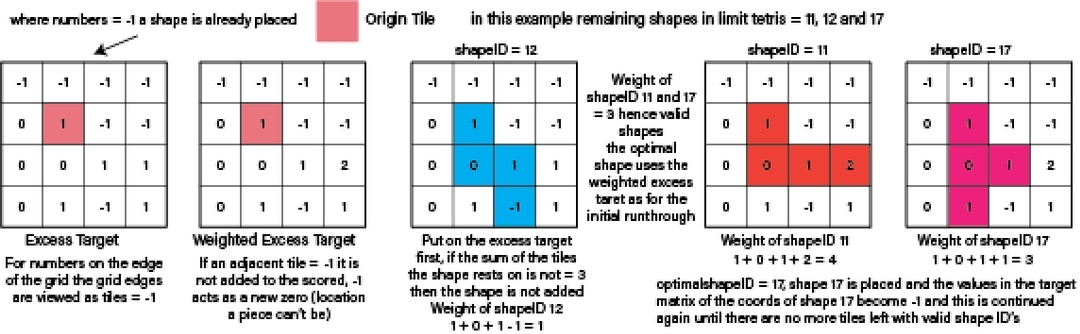 where numbers = -1 a shape is already placed
Origin Tile
in this example remaining shapes in limit tetris = 11, 12 and 17
-1 -1 -1 -1
0 1 -1 -1
0 0 1 1
0 1 -1 1
Excess Target
For numbers on the edge
of the grid the grid edges
are viewed as tiles = -1
-1 -1 -1 -1
0 1 -1 -1
0 0 1 2
0 1 -1 1
Weighted Excess Target
If an adjacent tile = -1 it is
not added to the scored, -1
acts as a new zero (location
a piece can't be)
shapeID = 12
-1 -1 -1 -1
0 1 -1 -1
0 0 1 1
0 1 -1 1
Put on the excess target
first, if the sum of the tiles
the shape rests on is not = 3
then the shape is not added
Weight of shapeID 12
1 + 0 + 1 - 1 = 1
Weight of
shapeID 11 and 17
= 3 hence valid
shapes
the optimal
shape uses the
weighted excess
taret as for the
initial runthrough
shapeID = 11
-1 -1 -1 -1
0 1 -1 -1
0 0 1 2
0 1 -1 1
Weight of shapeID 11
1 + 0 + 1 + 2 = 4
shapeID = 17
-1 -1 -1 -1
0 1 -1 -1
0 0 1 2
0 1 -1 1
Weight of shapeID 17
1 + 0 + 1 + 1 = 3
optimalshapeID = 17, shape 17 is placed and the values in the target
matrix of the coords of shape 17 become -1 and this is continued
again until there are no more tiles left with valid shape ID's